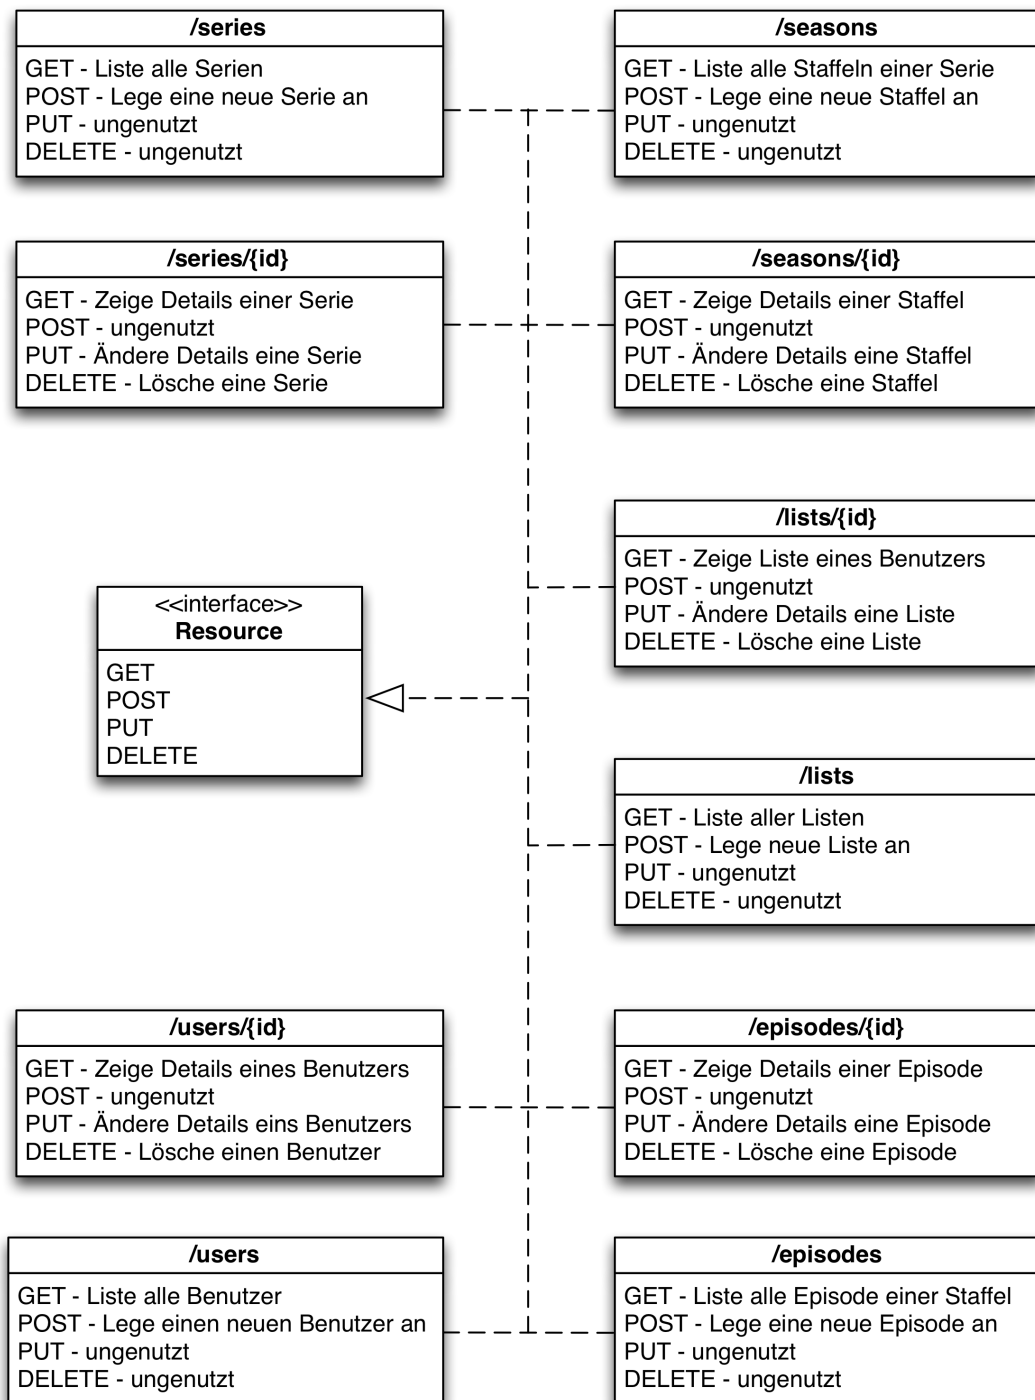 /series
GET - Liste alle Serien
POST - Lege eine neue Serie an
PUT - ungenutzt
DELETE - ungenutzt
/seasons
GET - Liste alle Staffeln einer Serie
POST - Lege eine neue Staffel an
PUT - ungenutzt
DELETE - ungenutzt
/series/{id}
GET - Zeige Details einer Serie
POST - ungenutzt
PUT - Ändere Details eine Serie
DELETE - Lösche eine Serie
/seasons/{id}
GET - Zeige Details einer Staffel
POST - ungenutzt
PUT - Ändere Details eine Staffel
DELETE - Lösche eine Staffel
/lists/{id}
GET - Zeige Liste eines Benutzers
POST - ungenutzt
PUT - Ändere Details eine Liste
DELETE - Lösche eine Liste
<<interface>>
Resource
GET
POST
PUT
DELETE
/lists
GET - Liste aller Listen
POST - Lege neue Liste an
PUT - ungenutzt
DELETE - ungenutzt
/users/{id}
GET - Zeige Details eines Benutzers
POST - ungenutzt
PUT - Ändere Details eins Benutzers
DELETE - Lösche einen Benutzer
/episodes/{id}
GET - Zeige Details einer Episode
POST - ungenutzt
PUT - Ändere Details eine Episode
DELETE - Lösche eine Episode
/users
GET - Liste alle Benutzer
POST - Lege einen neuen Benutzer an
PUT - ungenutzt
DELETE - ungenutzt
/episodes
GET - Liste alle Episode einer Staffel
POST - Lege eine neue Episode an
PUT - ungenutzt
DELETE - ungenutzt